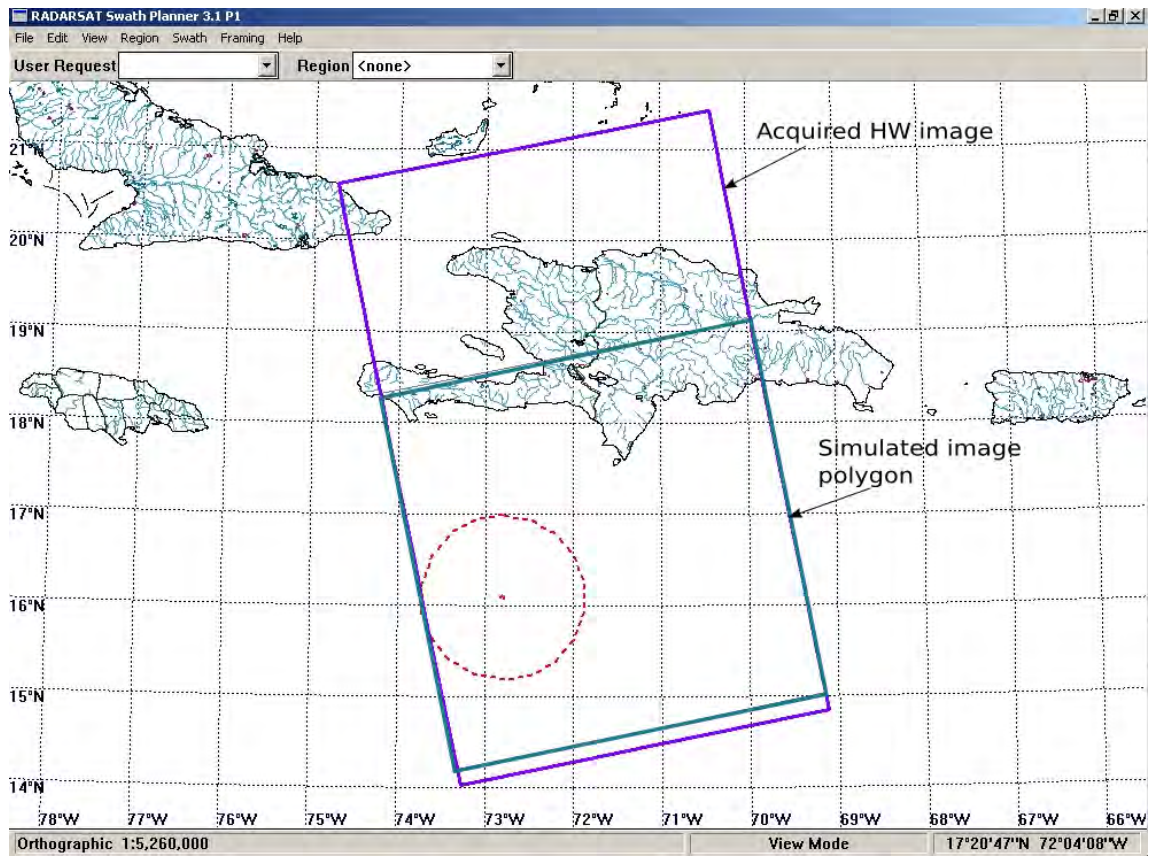 RADARSAT Swath Planner 3.1 P1
File Edit View Region Swath Framing Help
User Request Region <none>
Acquired HW image
21°N
20°N
19°N
18°N
Simulated image
polygon
17°N
16°N
15°N
14°N
78°W 77°W 76°W 75°W 74°W 73°W 72°W 71°W 70°W 69°W 68°W 67°W 66°W
Orthographic 1:5,260,000 View Mode 17°20'47"N 72°04'08"W